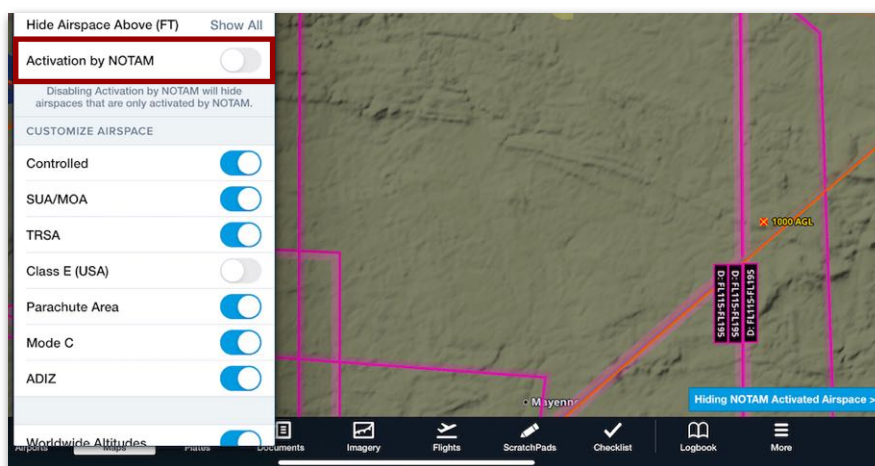 Hide Airspace Above (FT) Show All
Activation by NOTAM
Disabling Activation by NOTAM will hide
airspaces that are only activated by NOTAM.
CUSTOMIZE AIRSPACE
Controlled
SUA/MOA
TRSA
Class E (USA)
Parachute Area
Mode C
ADIZ
Worldwide Altitudes
1000 AGL
D: FL115-FL195
D: FL115-FL195
D: FL115-FL195
Mayenne
Hiding NOTAM Activated Airspace >
Airports Maps Plates Documents Imagery Flights ScratchPads Checklist Logbook More